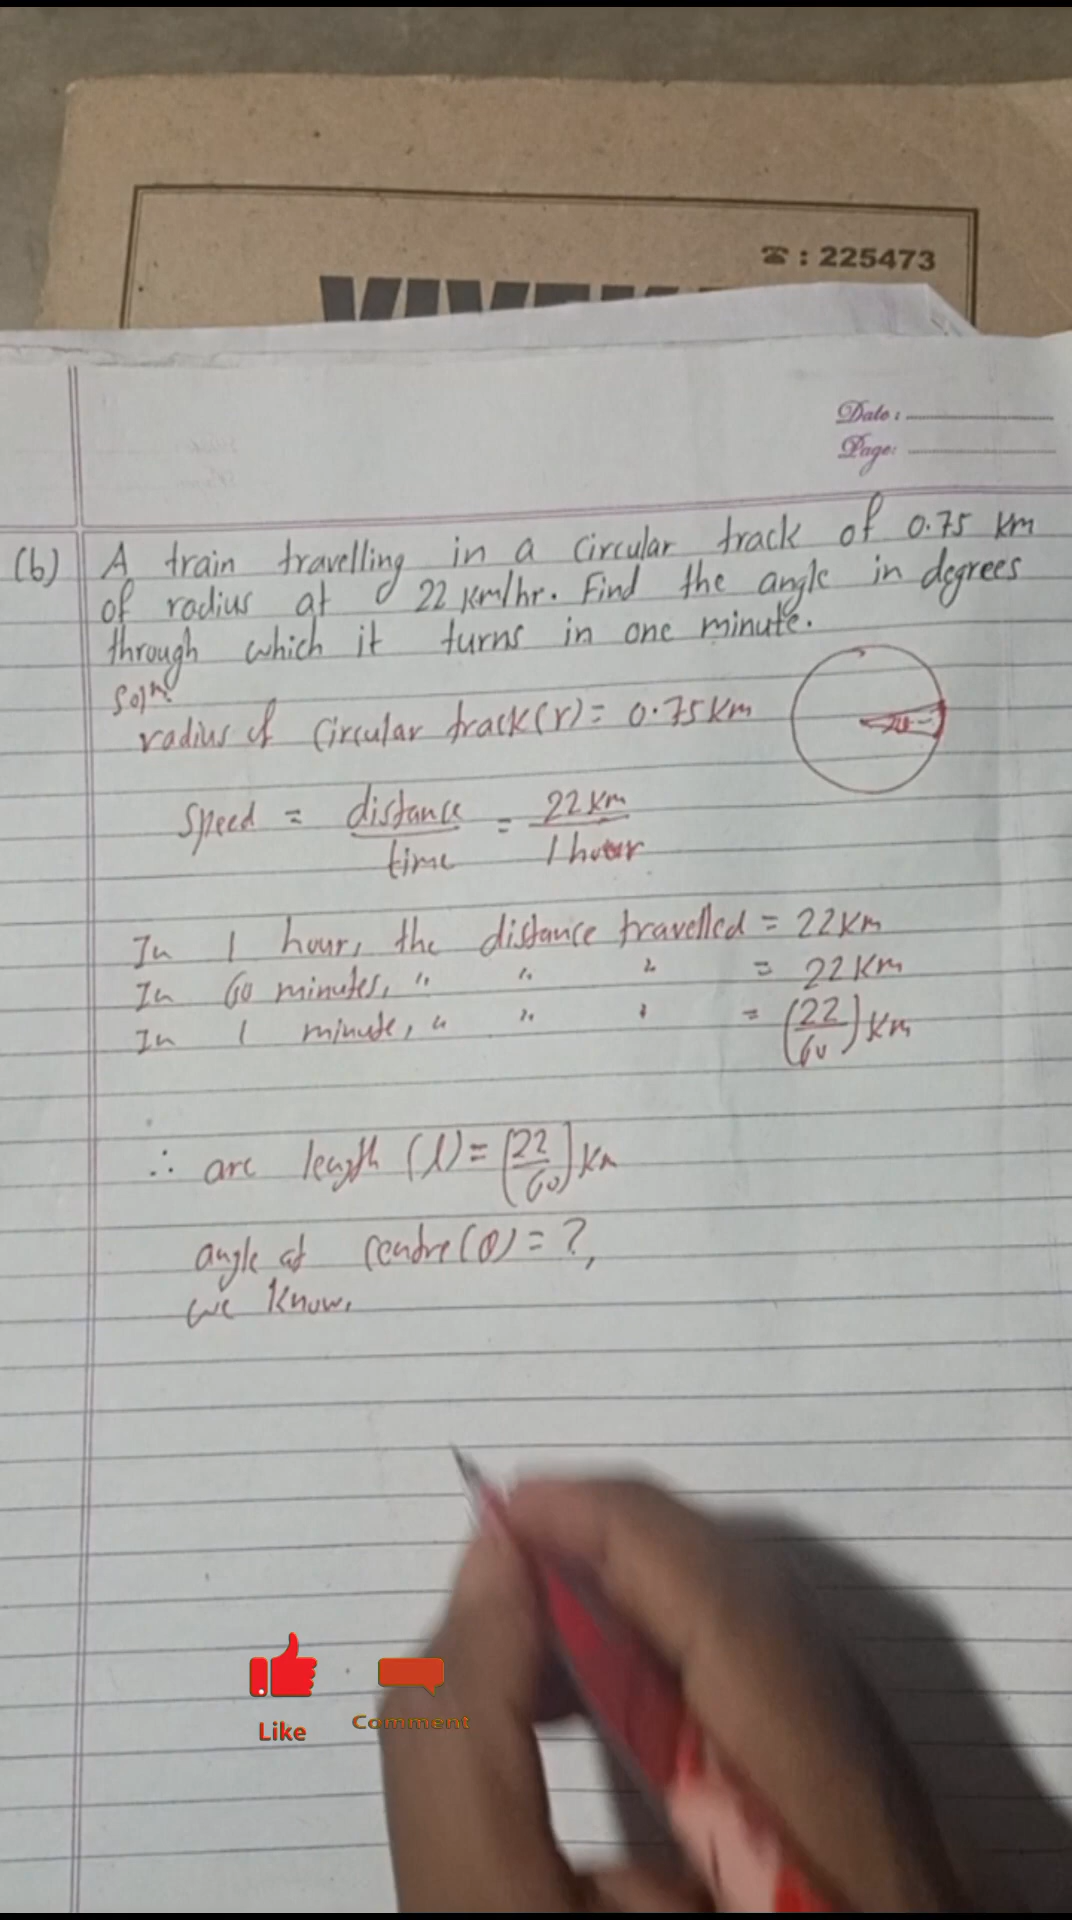 ☎ : 225473
Date:
Page:
(b) A train travelling in a circular track of 0.75 km
of radius at 22 km/hr. Find the angle in degrees
through which it turns in one minute.
Solⁿ
radius of circular track (r) = 0.75 km
Speed = distance/time = 22 km/1 hour
In 1 hour, the distance travelled = 22 km
In 60 minutes, " " " = 22 km
In 1 minute, " " " = (22/60) km
∴ arc length (l) = (22/60) km
angle at centre (θ) = ?,
we know,
Like
Comment